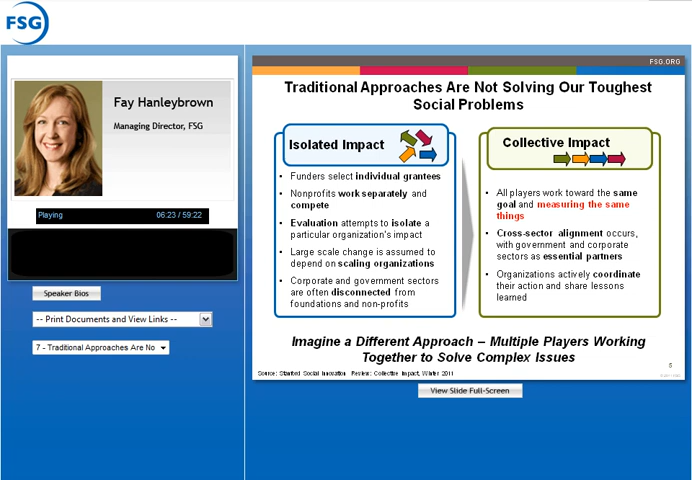 FSG
Fay Hanleybrown
Managing Director, FSG
Playing 06:23 / 59:22
Speaker Bios
-- Print Documents and View Links --
7 - Traditional Approaches Are No
FSG.ORG
Traditional Approaches Are Not Solving Our Toughest
Social Problems
Isolated Impact
• Funders select individual grantees
• Nonprofits work separately and
compete
• Evaluation attempts to isolate a
particular organization's impact
• Large scale change is assumed to
depend on scaling organizations
• Corporate and government sectors
are often disconnected from
foundations and non-profits
Collective Impact
• All players work toward the same
goal and measuring the same
things
• Cross-sector alignment occurs,
with government and corporate
sectors as essential partners
• Organizations actively coordinate
their action and share lessons
learned
Imagine a Different Approach – Multiple Players Working
Together to Solve Complex Issues
5
Source: Stanford Social Innovation Review: Collective Impact, Winter 2011
View Slide Full-Screen